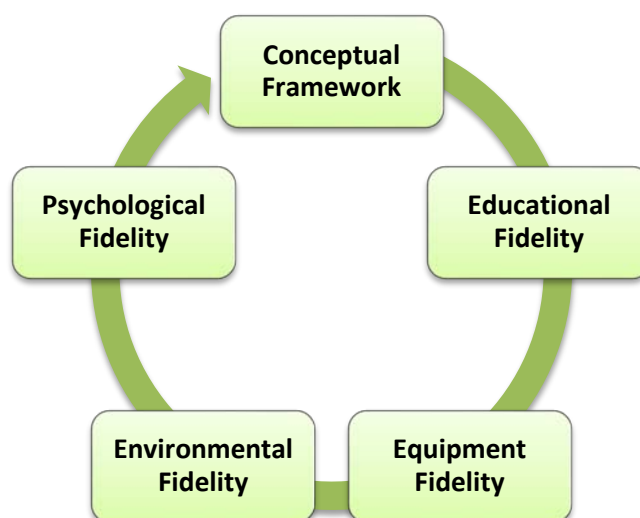 Conceptual
Framework
Educational
Fidelity
Equipment
Fidelity
Environmental
Fidelity
Psychological
Fidelity